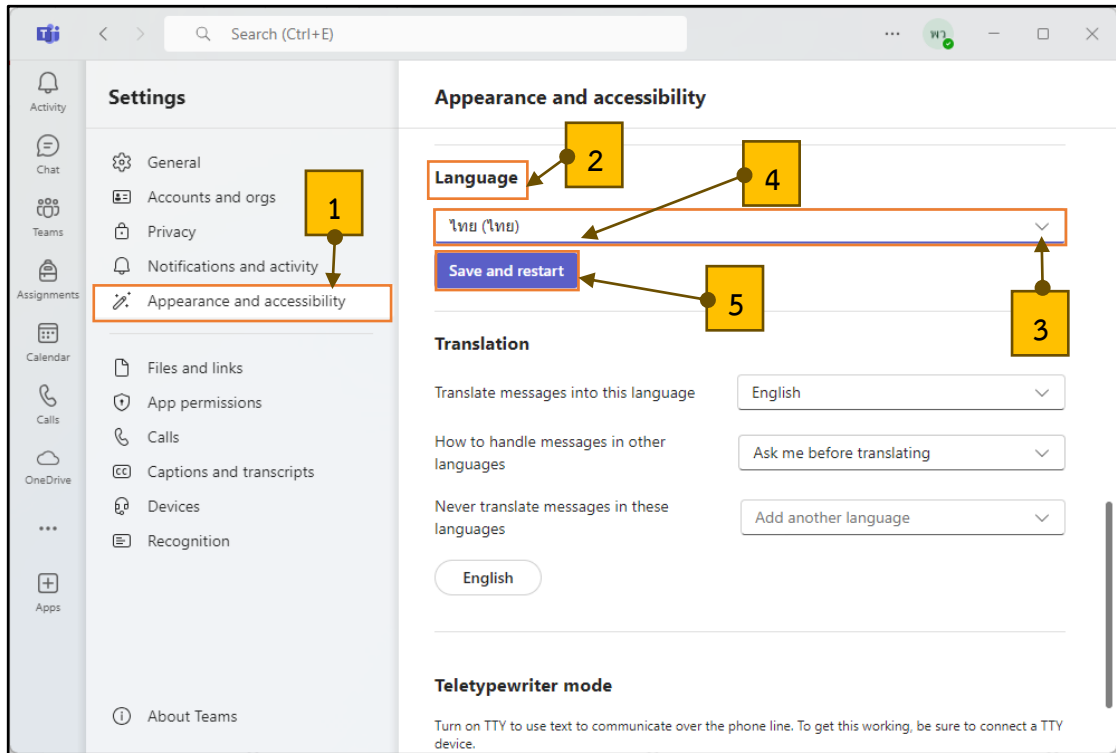 Search (Ctrl+E)
พว
Activity
Chat
Teams
Assignments
Calendar
Calls
OneDrive
Apps
Settings
General
Accounts and orgs
Privacy
Notifications and activity
Appearance and accessibility
Files and links
App permissions
Calls
CC Captions and transcripts
Devices
Recognition
About Teams
1
Appearance and accessibility
Language
2
4
ไทย (ไทย)
Save and restart
5
3
Translation
Translate messages into this language
English
How to handle messages in other
languages
Ask me before translating
Never translate messages in these
languages
Add another language
English
Teletypewriter mode
Turn on TTY to use text to communicate over the phone line. To get this working, be sure to connect a TTY
device.